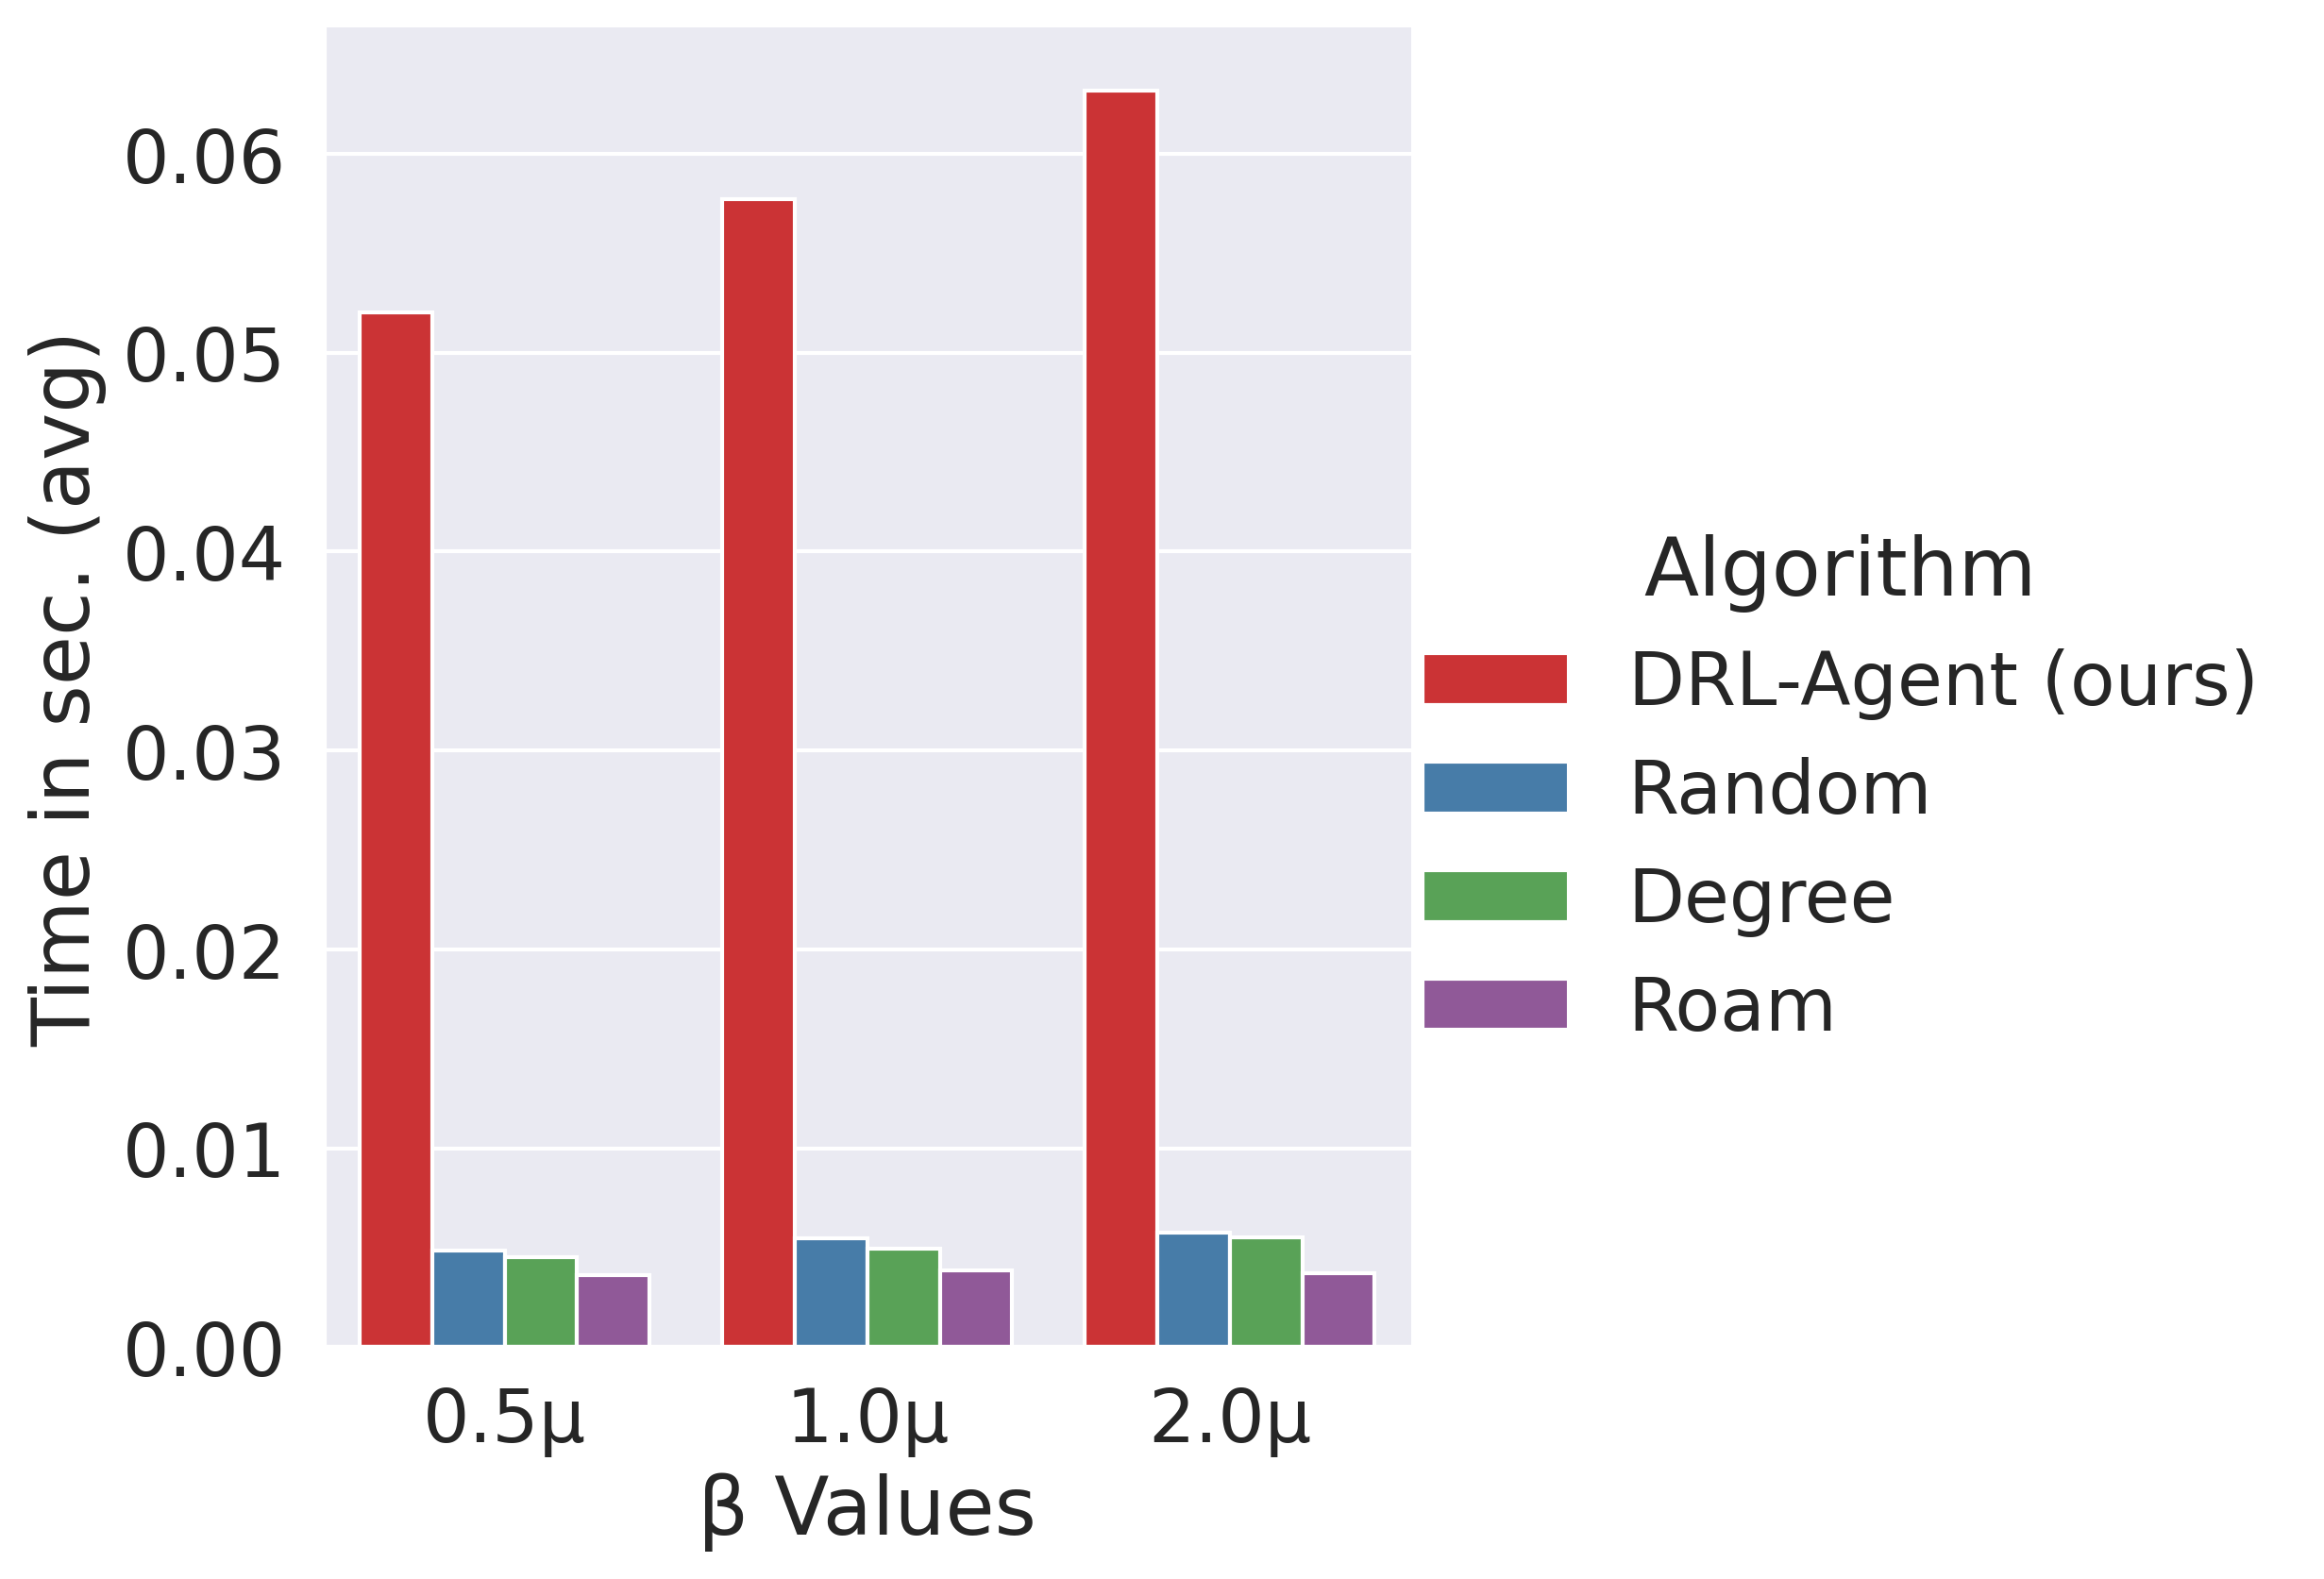 Time in sec. (avg)
0.06
0.05
0.04
0.03
0.02
0.01
0.00
0.5μ 1.0μ 2.0μ
β Values
Algorithm
DRL-Agent (ours)
Random
Degree
Roam